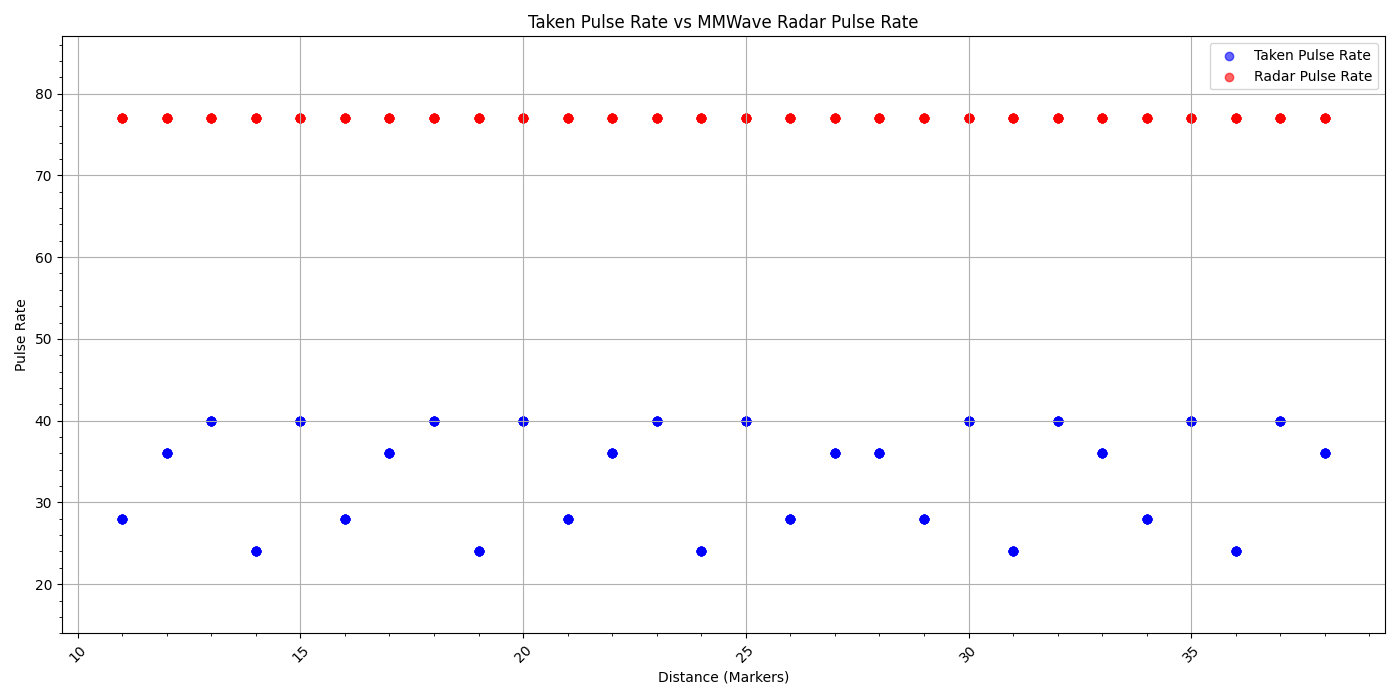 Taken Pulse Rate vs MMWave Radar Pulse Rate
Taken Pulse Rate
Radar Pulse Rate
80
70
60
50
40
30
20
Pulse Rate
10
15
20
25
30
35
Distance (Markers)